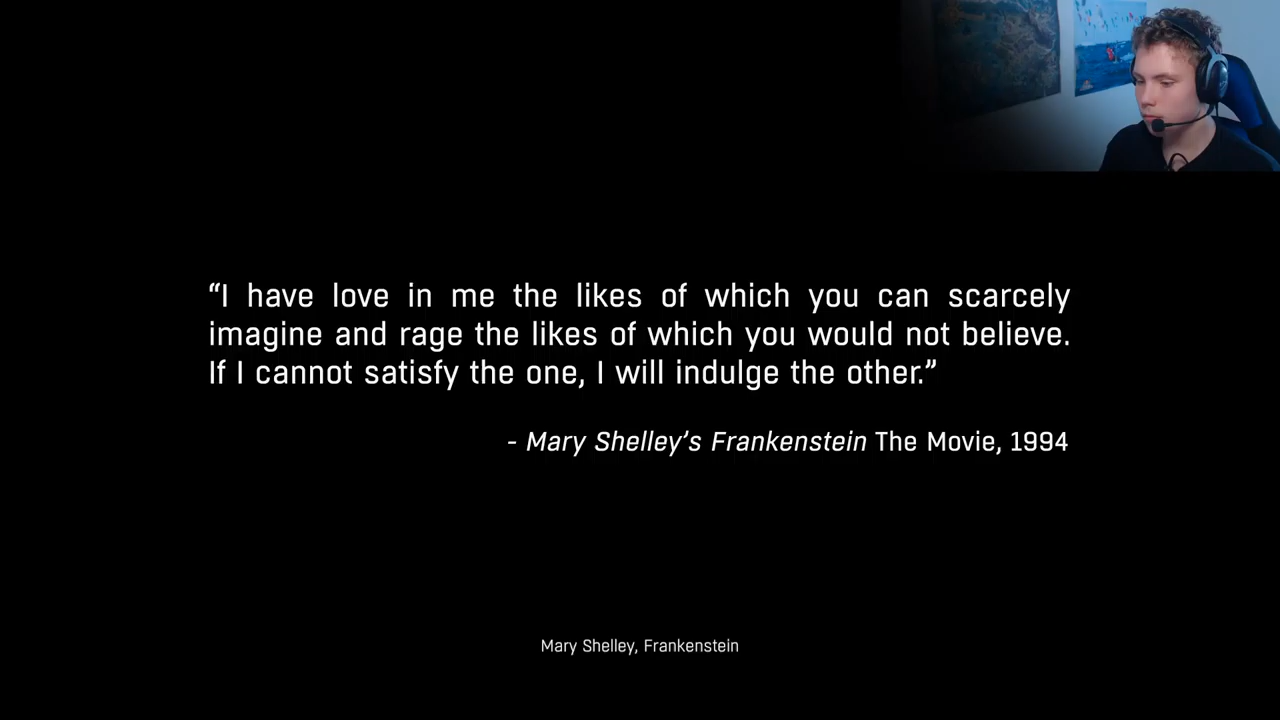 “I have love in me the likes of which you can scarcely
imagine and rage the likes of which you would not believe.
If I cannot satisfy the one, I will indulge the other.”
- Mary Shelley’s Frankenstein The Movie, 1994
Mary Shelley, Frankenstein